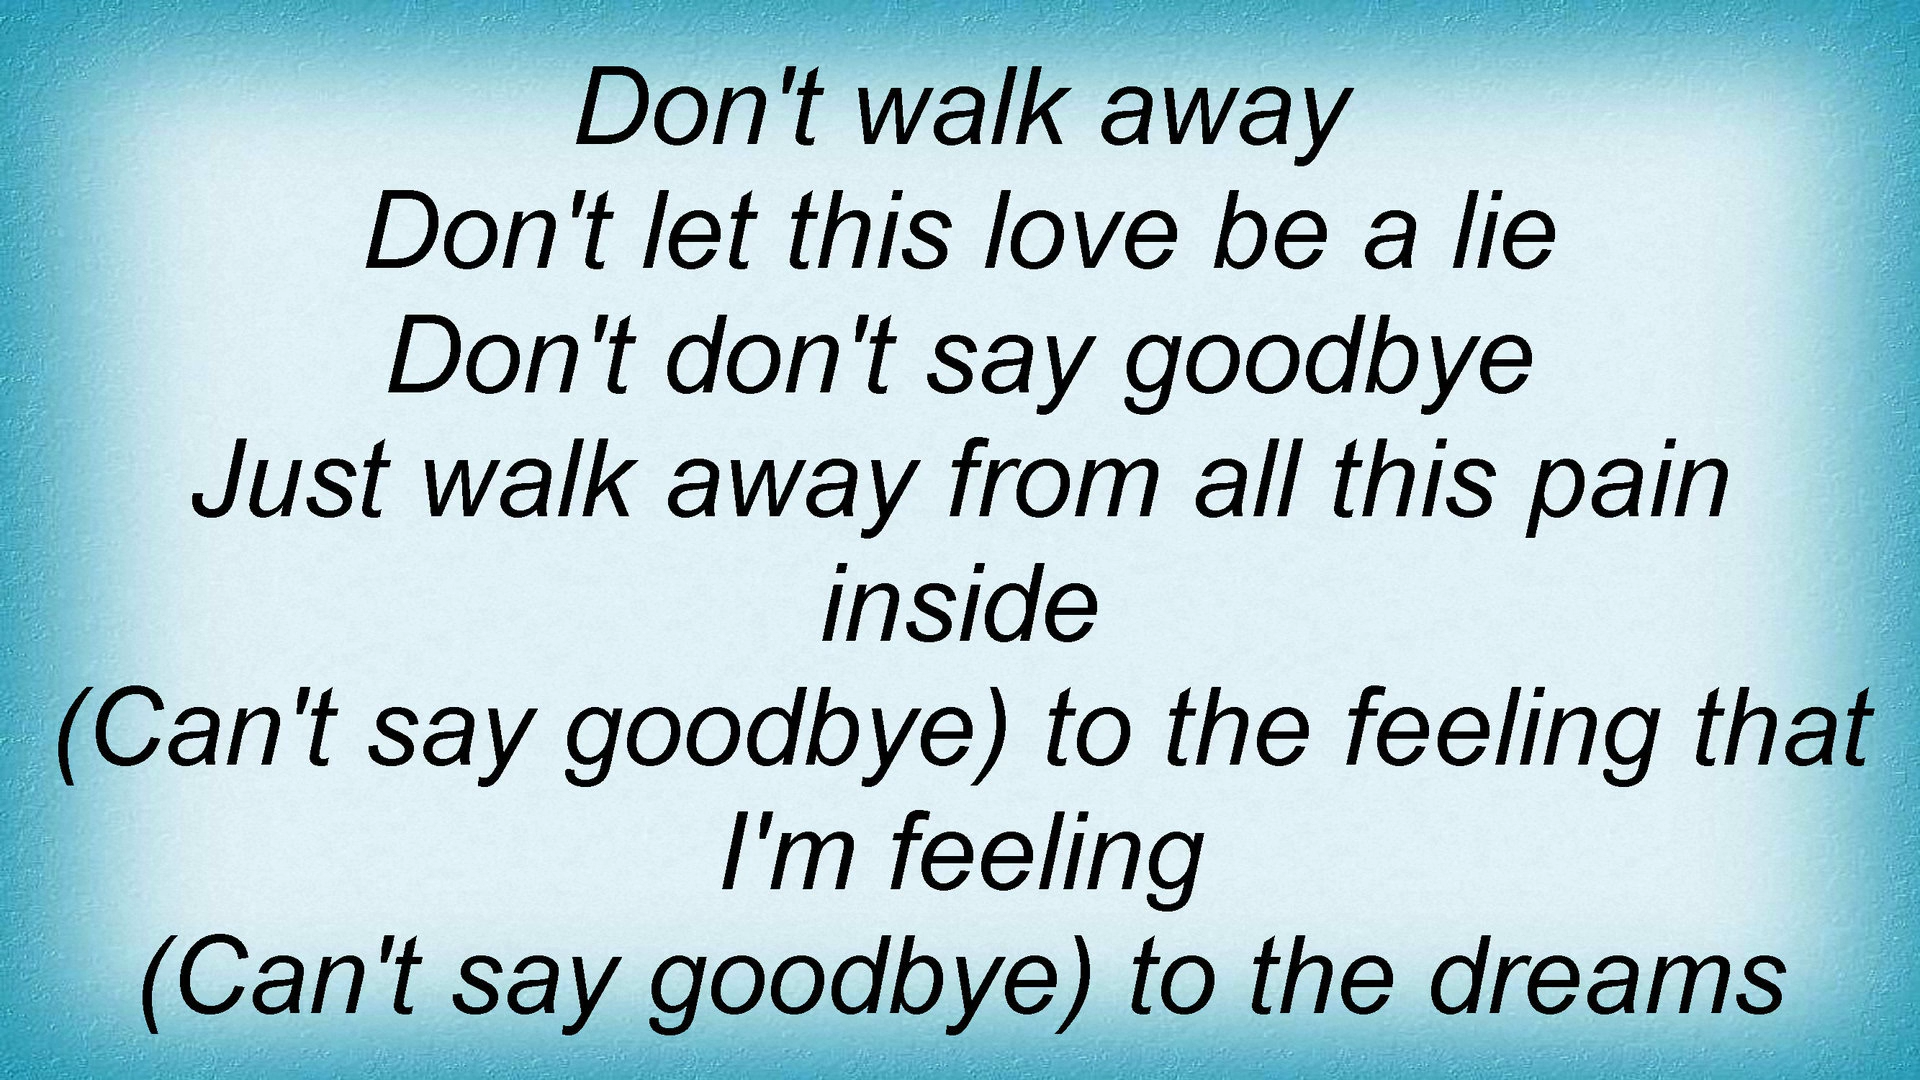 Don't walk away
Don't let this love be a lie
Don't don't say goodbye
Just walk away from all this pain
inside
(Can't say goodbye) to the feeling that
I'm feeling
(Can't say goodbye) to the dreams